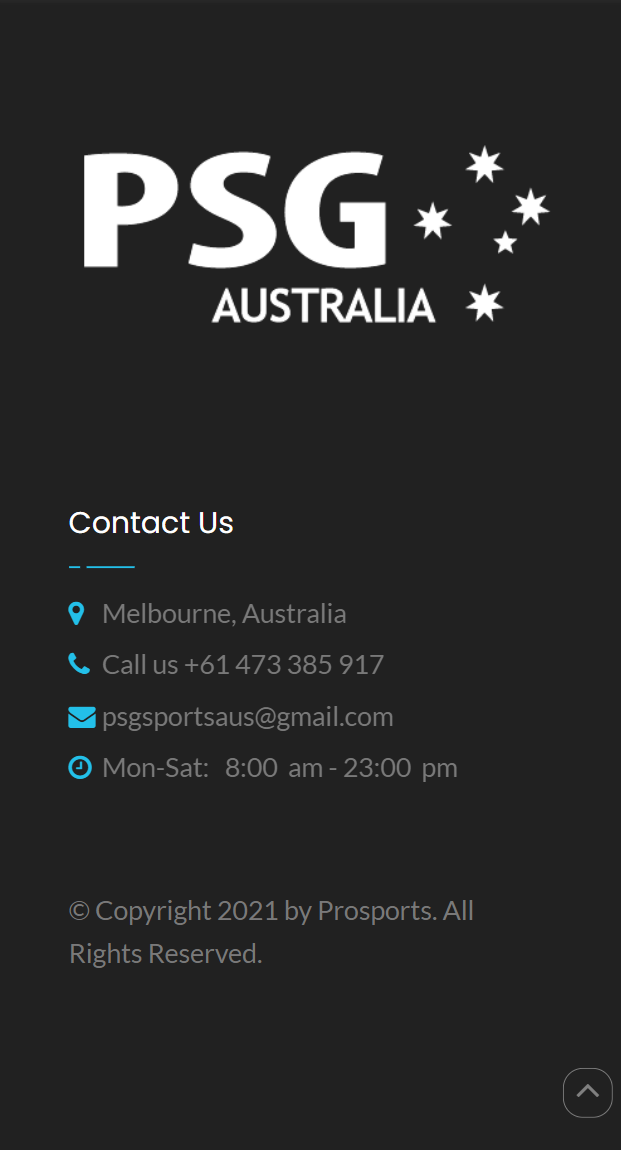 PSG
AUSTRALIA
Contact Us
Melbourne, Australia
Call us +61 473 385 917
psgsportsaus@gmail.com
Mon-Sat: 8:00 am - 23:00 pm
© Copyright 2021 by Prosports. All
Rights Reserved.